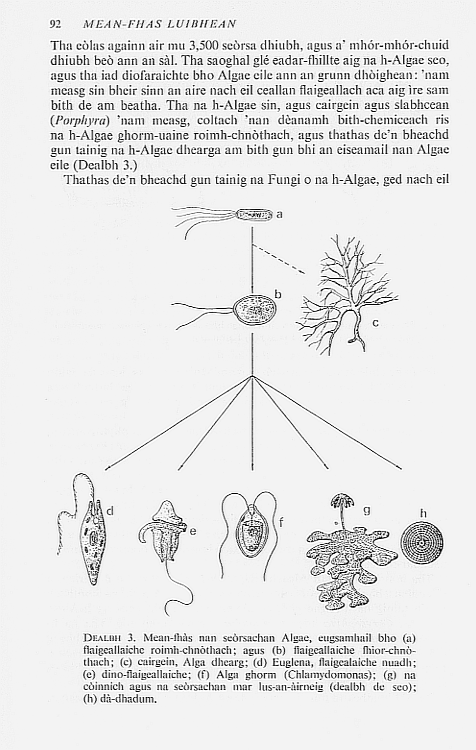 92 MEAN-FHAS LUIBHEAN
Tha eòlas againn air mu 3,500 seòrsa dhiubh, agus a' mhór-mhór-chuid
dhiubh beò ann an sàl. Tha saoghal glé eadar-fhillte aig na h-Algae seo,
agus tha iad diofaraichte bho Algae eile ann an grunn dhòighean: 'nam
measg sin bheir sinn an aire nach eil ceallan flaigeallach aca aig ìre sam
bith de am beatha. Tha na h-Algae sin, agus cairgein agus slabhcean
(Porphyra) 'nam measg, coltach 'nan dèanamh bith-chemiceach ris
na h-Algae ghorm-uaine roimh-chnòthach, agus thathas de'n bheachd
gun tainig na h-Algae dhearga am bith gun bhi an eiseamail nan Algae
eile (Dealbh 3.)
Thathas de'n bheachd gun tainig na Fungi o na h-Algae, ged nach eil
a
b
c
d
e
f
g
h
DEALBH 3. Mean-fhàs nan seòrsachan Algae, eugsamhail bho (a)
flaigeallaiche roimh-chnòthach; agus (b) flaigeallaiche fhìor-chnò-
thach; (c) cairgein, Alga dhearg; (d) Euglena, flaigealaiche nuadh;
(e) dino-flaigeallaiche; (f) Alga ghorm (Chlamydomonas); (g) na
còinnich agus na seòrsachan mar lus-an-àirneig (dealbh de seo);
(h) dà-dhadum.